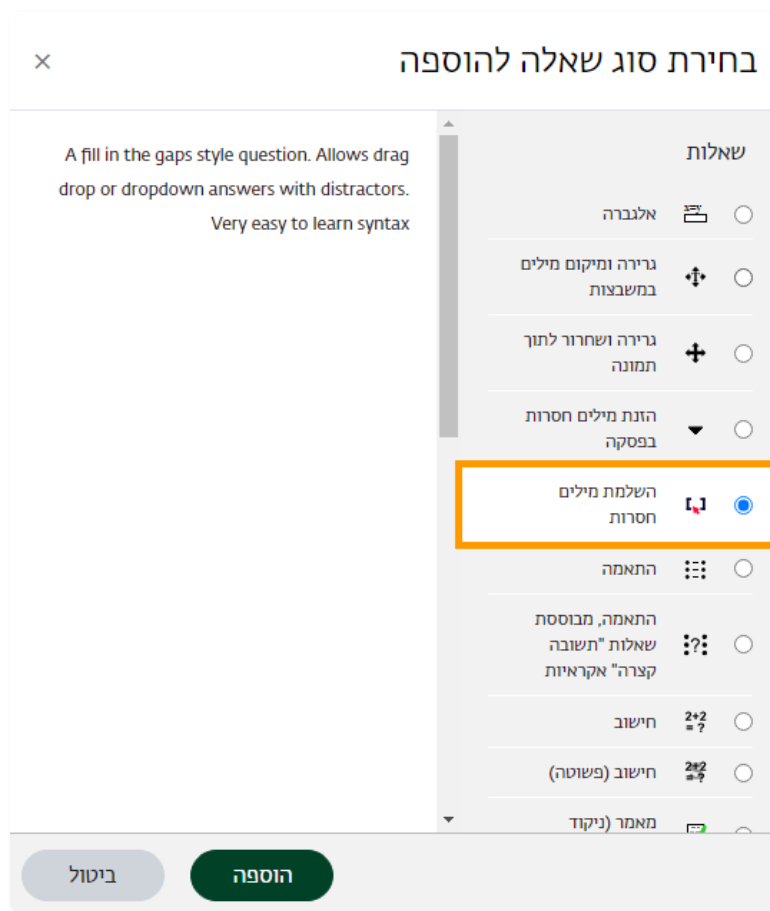 בחירת סוג שאלה להוספה
×
שאלות
אלגברה
גרירה ומיקום מילים
במשבצות
גרירה ושחרור לתוך
תמונה
הזנת מילים חסרות
בפסקה
השלמת מילים
חסרות
התאמה
התאמה, מבוססת
שאלות "תשובה
קצרה" אקראיות
2+2
= ?
חישוב
2+2
= ?
חישוב (פשוטה)
מאמר (ניקוד
A fill in the gaps style question. Allows drag
drop or dropdown answers with distractors.
Very easy to learn syntax
הוספה
ביטול